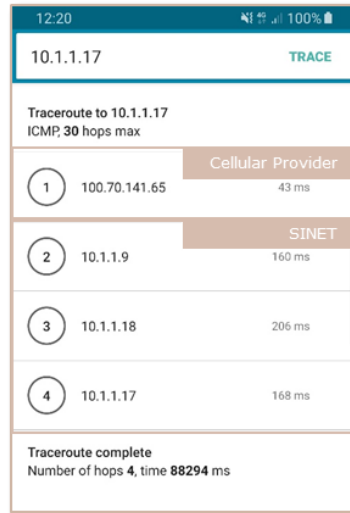 12:20 4G 100%
10.1.1.17 TRACE
Traceroute to 10.1.1.17
ICMP, 30 hops max
Cellular Provider
1 100.70.141.65 43 ms
SINET
2 10.1.1.9 160 ms
3 10.1.1.18 206 ms
4 10.1.1.17 168 ms
Traceroute complete
Number of hops 4, time 88294 ms